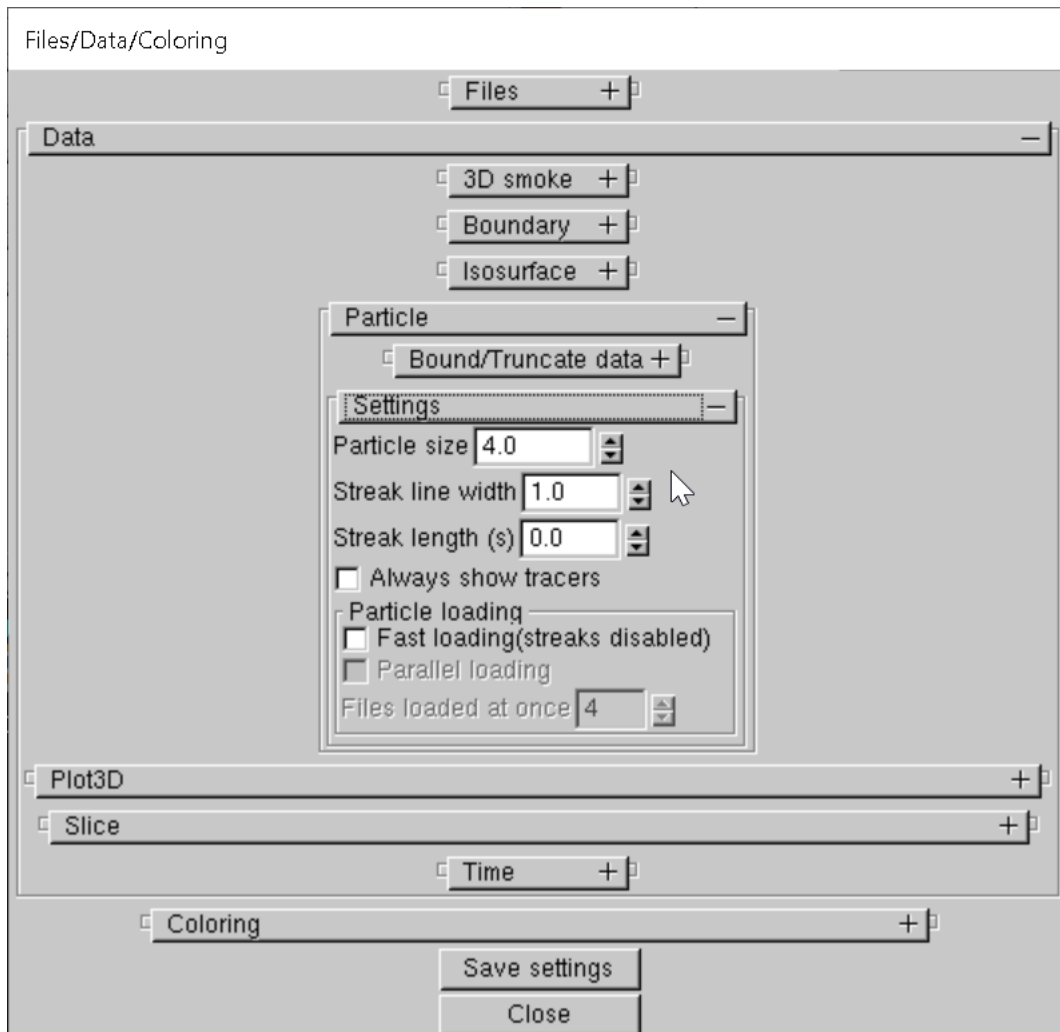 Files/Data/Coloring
Files +
Data −
3D smoke +
Boundary +
Isosurface +
Particle −
Bound/Truncate data +
Settings −
Particle size 4.0
Streak line width 1.0
Streak length (s) 0.0
Always show tracers
Particle loading
Fast loading(streaks disabled)
Parallel loading
Files loaded at once 4
Plot3D +
Slice +
Time +
Coloring +
Save settings
Close